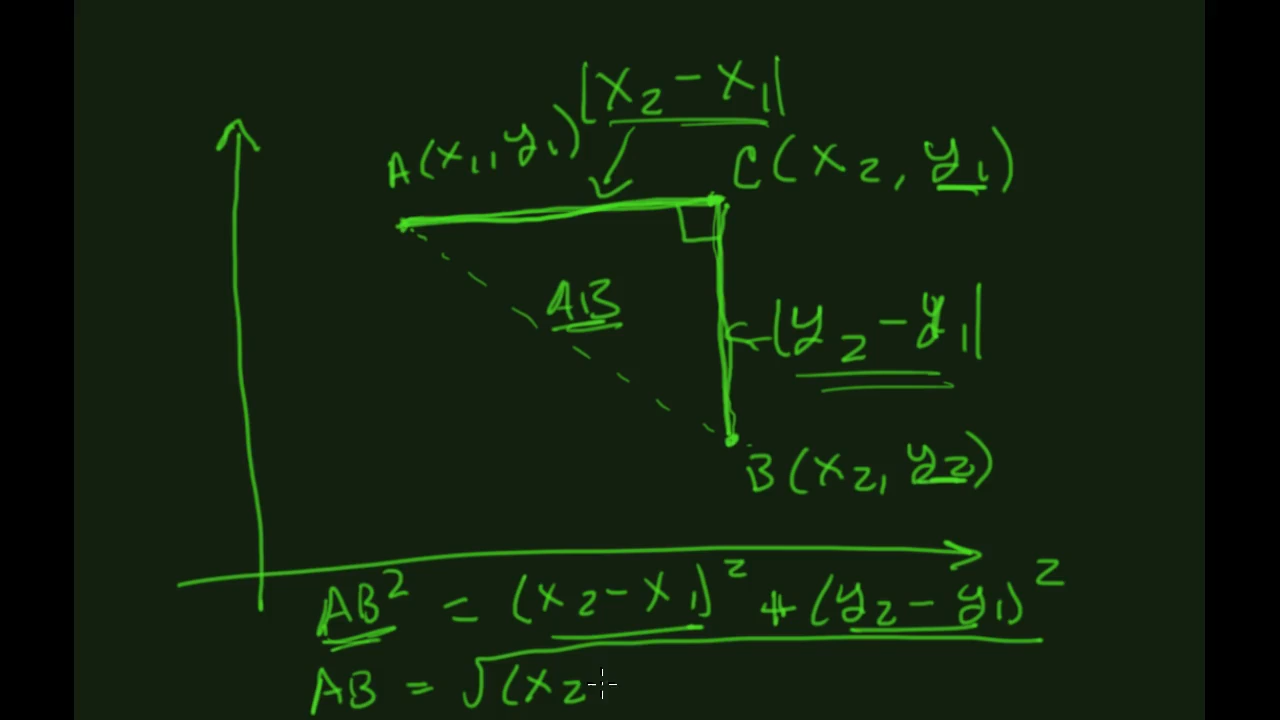 |x₂ - x₁|
A(x₁, y₁)
C(x₂, y₁)
AB
|y₂ - y₁|
B(x₂, y₂)
AB² = (x₂ - x₁)² + (y₂ - y₁)²
AB = √(x₂